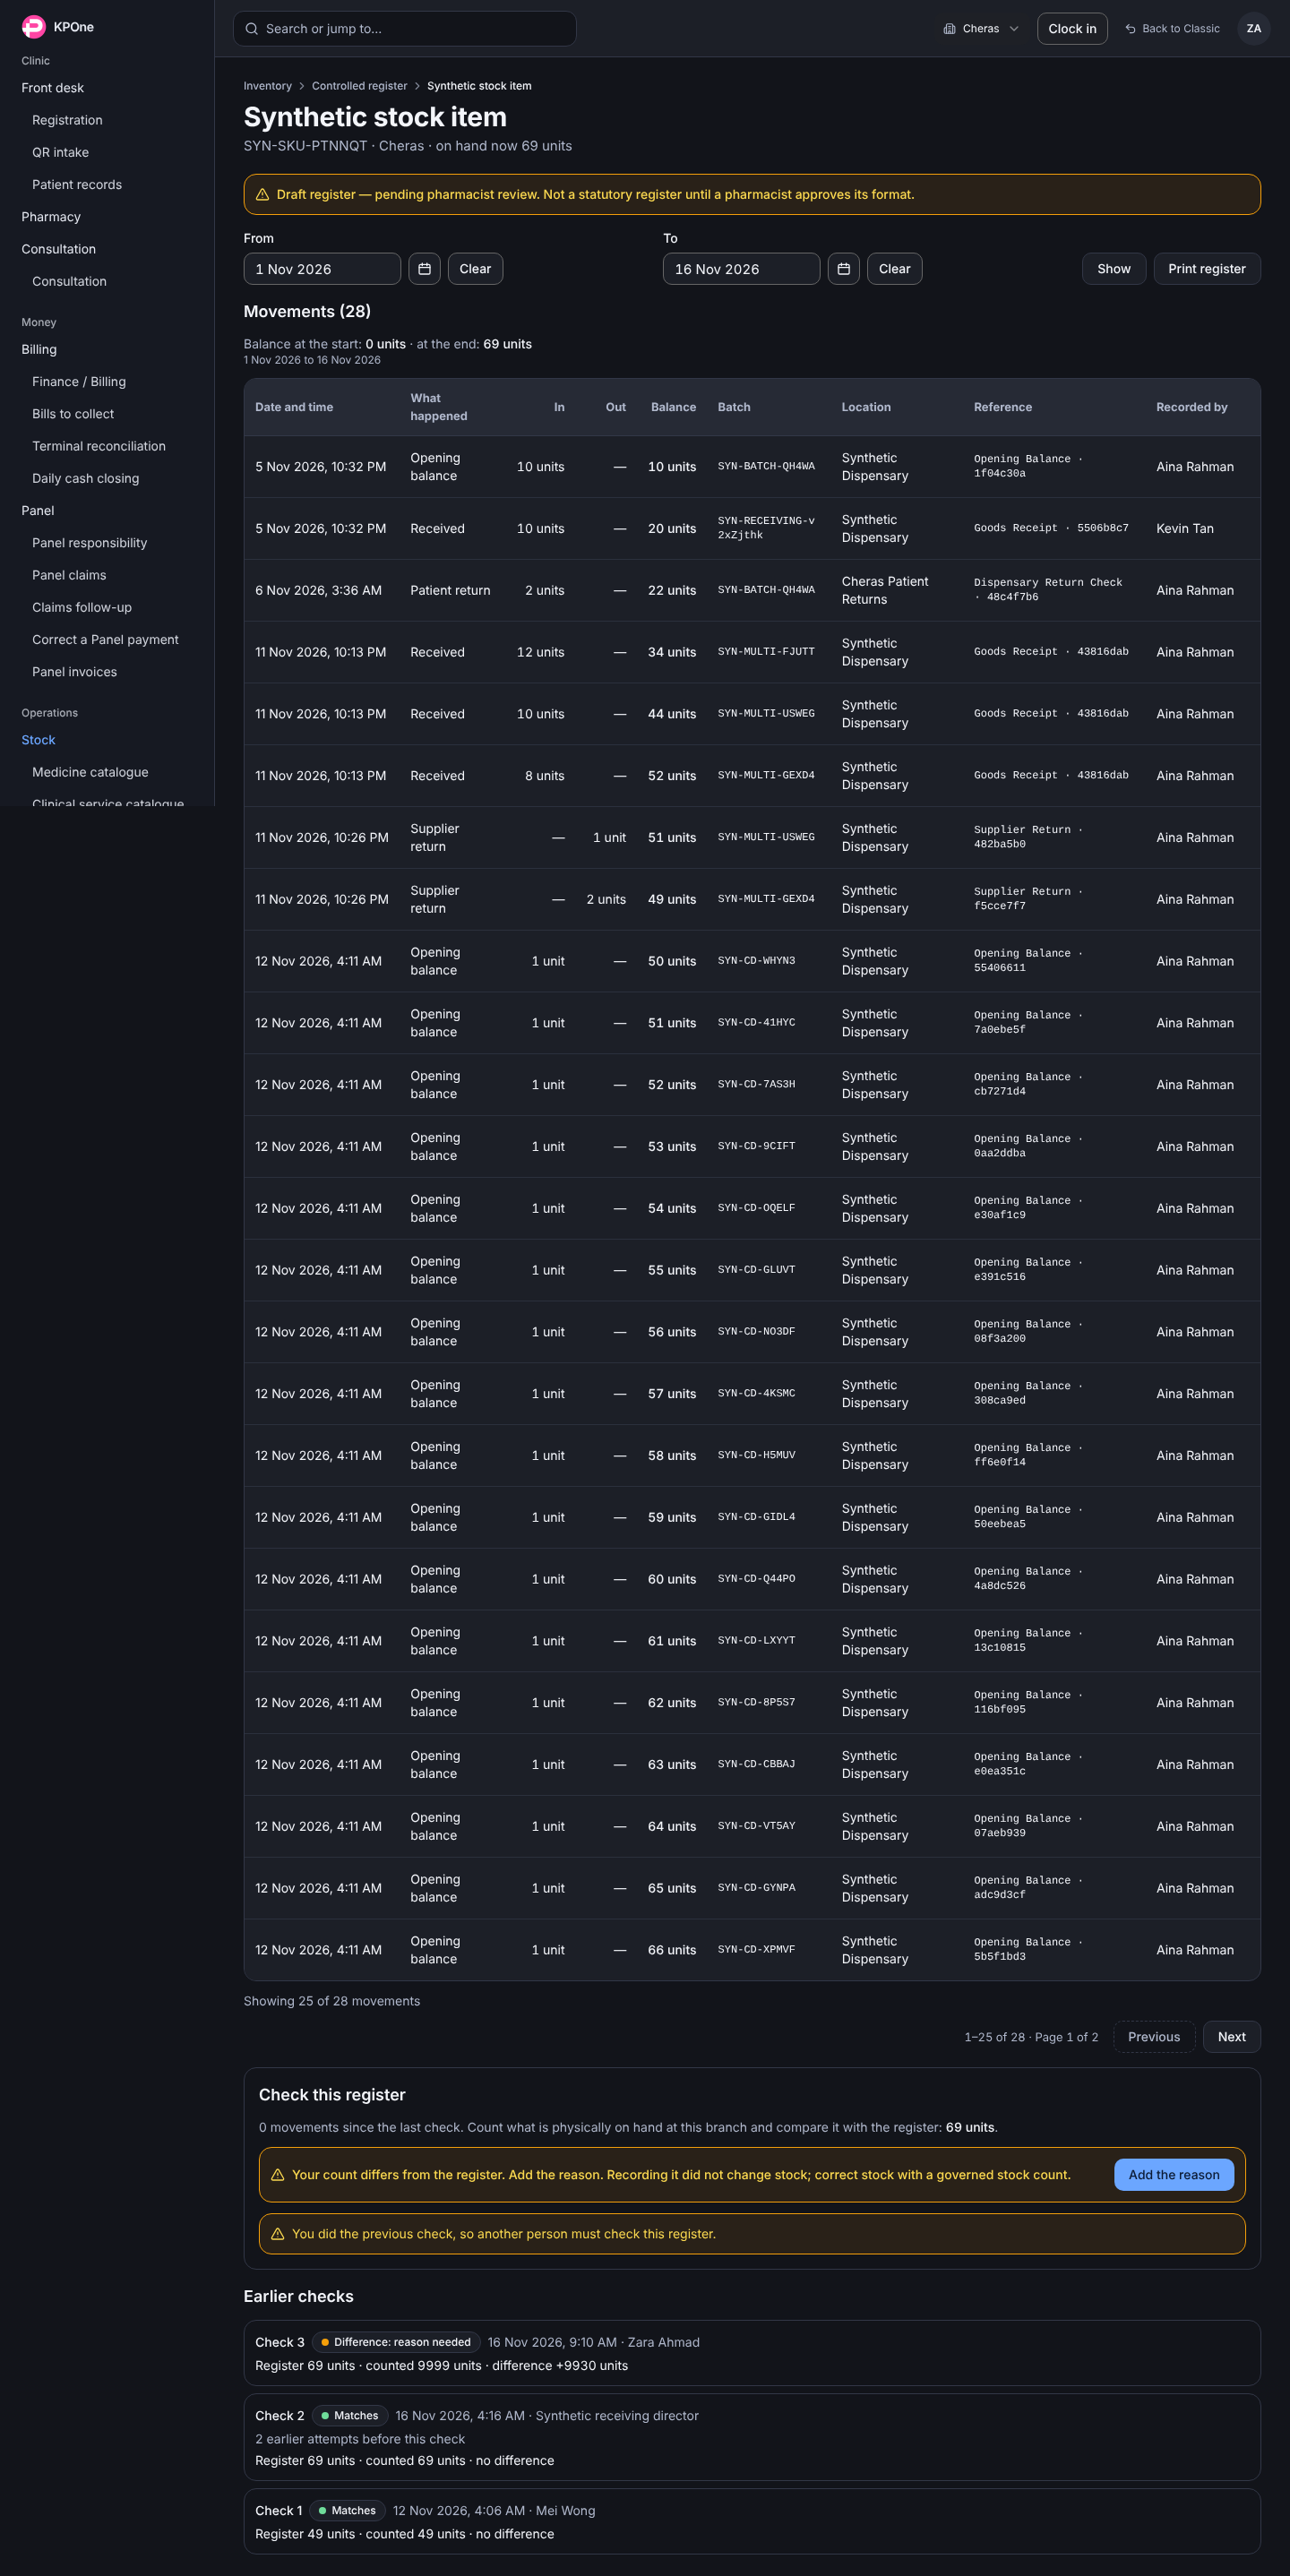 KPOne
Clinic
Front desk
Registration
QR intake
Patient records
Pharmacy
Consultation
Consultation
Money
Billing
Finance / Billing
Bills to collect
Terminal reconciliation
Daily cash closing
Panel
Panel responsibility
Panel claims
Claims follow-up
Correct a Panel payment
Panel invoices
Operations
Stock
Medicine catalogue
Clinical service catalogue
Search or jump to...
Cheras
Clock in
Back to Classic
ZA
Inventory > Controlled register > Synthetic stock item
Synthetic stock item
SYN-SKU-PTNNQT · Cheras · on hand now 69 units
Draft register — pending pharmacist review. Not a statutory register until a pharmacist approves its format.
From
To
1 Nov 2026 Clear 16 Nov 2026 Clear Show Print register
Movements (28)
Balance at the start: 0 units · at the end: 69 units
1 Nov 2026 to 16 Nov 2026
Date and time What happened In Out Balance Batch Location Reference Recorded by
5 Nov 2026, 10:32 PM Opening balance 10 units — 10 units SYN-BATCH-QH4WA Synthetic Dispensary Opening Balance · 1f04c30a Aina Rahman
5 Nov 2026, 10:32 PM Received 10 units — 20 units SYN-RECEIVING-v2xZjthk Synthetic Dispensary Goods Receipt · 5506b8c7 Kevin Tan
6 Nov 2026, 3:36 AM Patient return 2 units — 22 units SYN-BATCH-QH4WA Cheras Patient Returns Dispensary Return Check · 48c4f7b6 Aina Rahman
11 Nov 2026, 10:13 PM Received 12 units — 34 units SYN-MULTI-FJUTT Synthetic Dispensary Goods Receipt · 43816dab Aina Rahman
11 Nov 2026, 10:13 PM Received 10 units — 44 units SYN-MULTI-USWEG Synthetic Dispensary Goods Receipt · 43816dab Aina Rahman
11 Nov 2026, 10:13 PM Received 8 units — 52 units SYN-MULTI-GEXD4 Synthetic Dispensary Goods Receipt · 43816dab Aina Rahman
11 Nov 2026, 10:26 PM Supplier return — 1 unit 51 units SYN-MULTI-USWEG Synthetic Dispensary Supplier Return · 482ba5b0 Aina Rahman
11 Nov 2026, 10:26 PM Supplier return — 2 units 49 units SYN-MULTI-GEXD4 Synthetic Dispensary Supplier Return · f5cce7f7 Aina Rahman
12 Nov 2026, 4:11 AM Opening balance 1 unit — 50 units SYN-CD-WHYN3 Synthetic Dispensary Opening Balance · 55406611 Aina Rahman
12 Nov 2026, 4:11 AM Opening balance 1 unit — 51 units SYN-CD-41HYC Synthetic Dispensary Opening Balance · 7a0ebe5f Aina Rahman
12 Nov 2026, 4:11 AM Opening balance 1 unit — 52 units SYN-CD-7AS3H Synthetic Dispensary Opening Balance · cb7271d4 Aina Rahman
12 Nov 2026, 4:11 AM Opening balance 1 unit — 53 units SYN-CD-9CIFT Synthetic Dispensary Opening Balance · 0aa2ddba Aina Rahman
12 Nov 2026, 4:11 AM Opening balance 1 unit — 54 units SYN-CD-OQELF Synthetic Dispensary Opening Balance · e30af1c9 Aina Rahman
12 Nov 2026, 4:11 AM Opening balance 1 unit — 55 units SYN-CD-GLUVT Synthetic Dispensary Opening Balance · e391c516 Aina Rahman
12 Nov 2026, 4:11 AM Opening balance 1 unit — 56 units SYN-CD-NO3DF Synthetic Dispensary Opening Balance · 08f3a200 Aina Rahman
12 Nov 2026, 4:11 AM Opening balance 1 unit — 57 units SYN-CD-4KSMC Synthetic Dispensary Opening Balance · 308ca9ed Aina Rahman
12 Nov 2026, 4:11 AM Opening balance 1 unit — 58 units SYN-CD-H5MUV Synthetic Dispensary Opening Balance · ff6e0f14 Aina Rahman
12 Nov 2026, 4:11 AM Opening balance 1 unit — 59 units SYN-CD-GIDL4 Synthetic Dispensary Opening Balance · 50eebea5 Aina Rahman
12 Nov 2026, 4:11 AM Opening balance 1 unit — 60 units SYN-CD-Q44PO Synthetic Dispensary Opening Balance · 4a8dc526 Aina Rahman
12 Nov 2026, 4:11 AM Opening balance 1 unit — 61 units SYN-CD-LXYYT Synthetic Dispensary Opening Balance · 13c10815 Aina Rahman
12 Nov 2026, 4:11 AM Opening balance 1 unit — 62 units SYN-CD-8P5S7 Synthetic Dispensary Opening Balance · 116bf095 Aina Rahman
12 Nov 2026, 4:11 AM Opening balance 1 unit — 63 units SYN-CD-CBBAJ Synthetic Dispensary Opening Balance · e0ea351c Aina Rahman
12 Nov 2026, 4:11 AM Opening balance 1 unit — 64 units SYN-CD-VT5AY Synthetic Dispensary Opening Balance · 07aeb939 Aina Rahman
12 Nov 2026, 4:11 AM Opening balance 1 unit — 65 units SYN-CD-GYNPA Synthetic Dispensary Opening Balance · adc9d3cf Aina Rahman
12 Nov 2026, 4:11 AM Opening balance 1 unit — 66 units SYN-CD-XPMVF Synthetic Dispensary Opening Balance · 5b5f1bd3 Aina Rahman
Showing 25 of 28 movements
1–25 of 28 · Page 1 of 2 Previous Next
Check this register
0 movements since the last check. Count what is physically on hand at this branch and compare it with the register: 69 units.
Your count differs from the register. Add the reason. Recording it did not change stock; correct stock with a governed stock count. Add the reason
You did the previous check, so another person must check this register.
Earlier checks
Check 3 Difference: reason needed 16 Nov 2026, 9:10 AM · Zara Ahmad
Register 69 units · counted 9999 units · difference +9930 units
Check 2 Matches 16 Nov 2026, 4:16 AM · Synthetic receiving director
2 earlier attempts before this check
Register 69 units · counted 69 units · no difference
Check 1 Matches 12 Nov 2026, 4:06 AM · Mei Wong
Register 49 units · counted 49 units · no difference